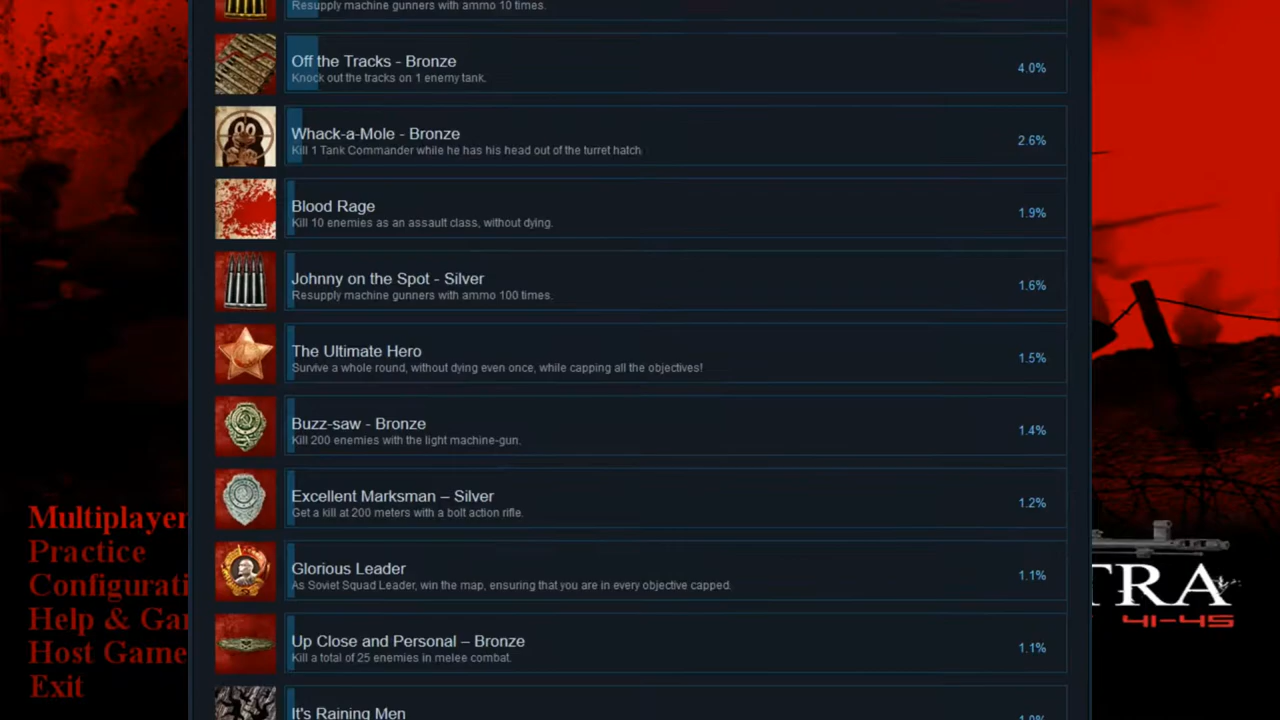 Resupply machine gunners with ammo 10 times.
Off the Tracks - Bronze
Knock out the tracks on 1 enemy tank.
4.0%
Whack-a-Mole - Bronze
Kill 1 Tank Commander while he has his head out of the turret hatch
2.6%
Blood Rage
Kill 10 enemies as an assault class, without dying.
1.9%
Johnny on the Spot - Silver
Resupply machine gunners with ammo 100 times.
1.6%
The Ultimate Hero
Survive a whole round, without dying even once, while capping all the objectives!
1.5%
Buzz-saw - Bronze
Kill 200 enemies with the light machine-gun.
1.4%
Excellent Marksman – Silver
Get a kill at 200 meters with a bolt action rifle.
1.2%
Glorious Leader
As Soviet Squad Leader, win the map, ensuring that you are in every objective capped.
1.1%
Up Close and Personal – Bronze
Kill a total of 25 enemies in melee combat.
1.1%
It's Raining Men
Multiplayer
Practice
Configurati
Help & Ga
Host Game
Exit
TRA
41-45